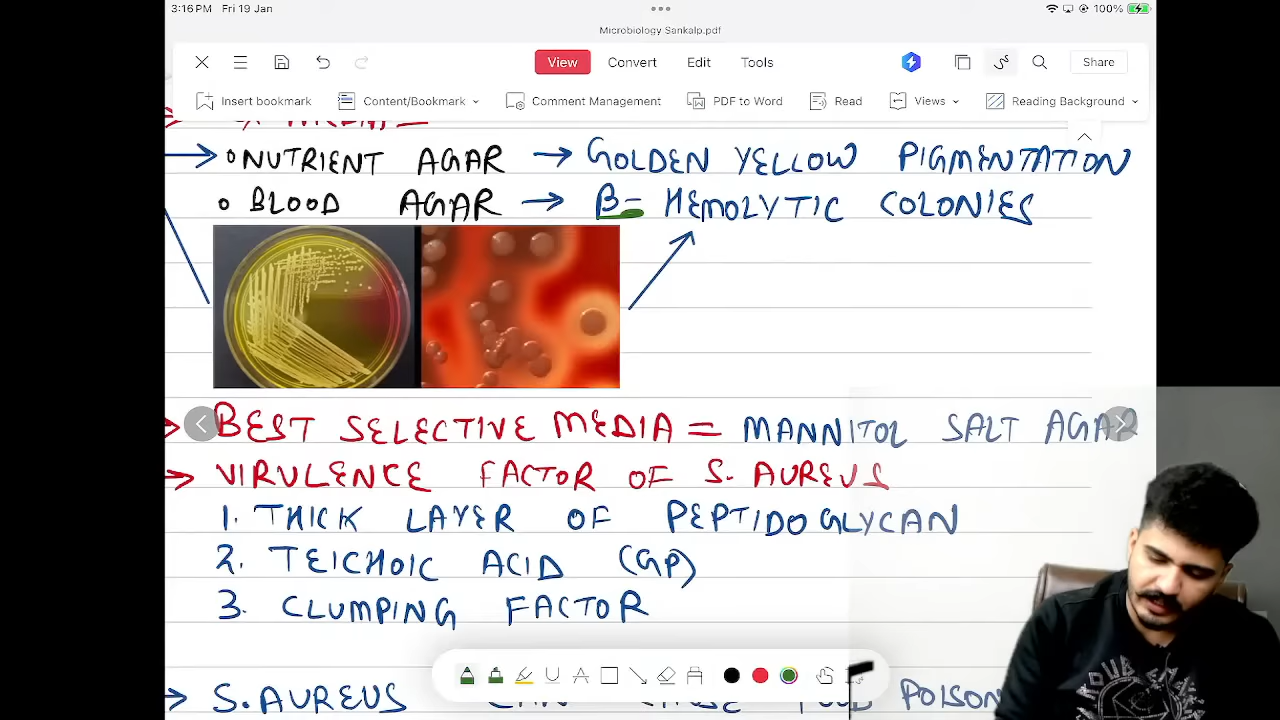 3:16 PM Fri 19 Jan
100%
Microbiology Sankalp.pdf
View Convert Edit Tools Share
Insert bookmark Content/Bookmark Comment Management PDF to Word Read Views Reading Background
→ o NUTRIENT AGAR → GOLDEN YELLOW PIGMENTATION
o BLOOD AGAR → β- HEMOLYTIC COLONIES
→ BEST SELECTIVE MEDIA = MANNITOL SALT AGAR
→ VIRULENCE FACTOR OF S. AUREUS
1. THICK LAYER OF PEPTIDOGLYCAN
2. TEICHOIC ACID (GP)
3. CLUMPING FACTOR
→ S. AUREUS CAN POISON